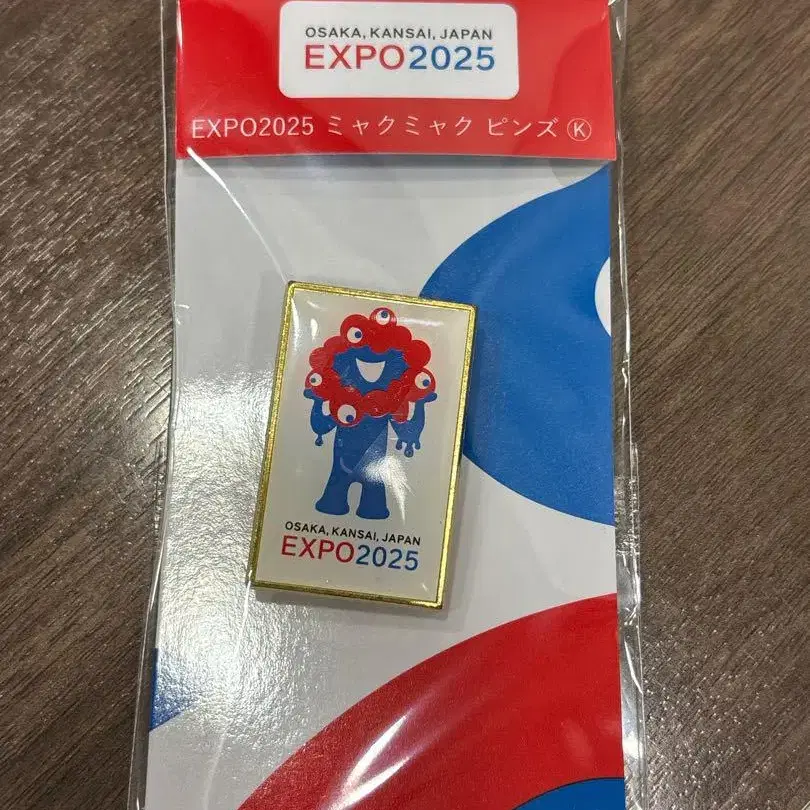 OSAKA, KANSAI, JAPAN
EXPO2025
EXPO2025 ミャクミャク ピンズ Ⓚ
OSAKA, KANSAI, JAPAN
EXPO2025